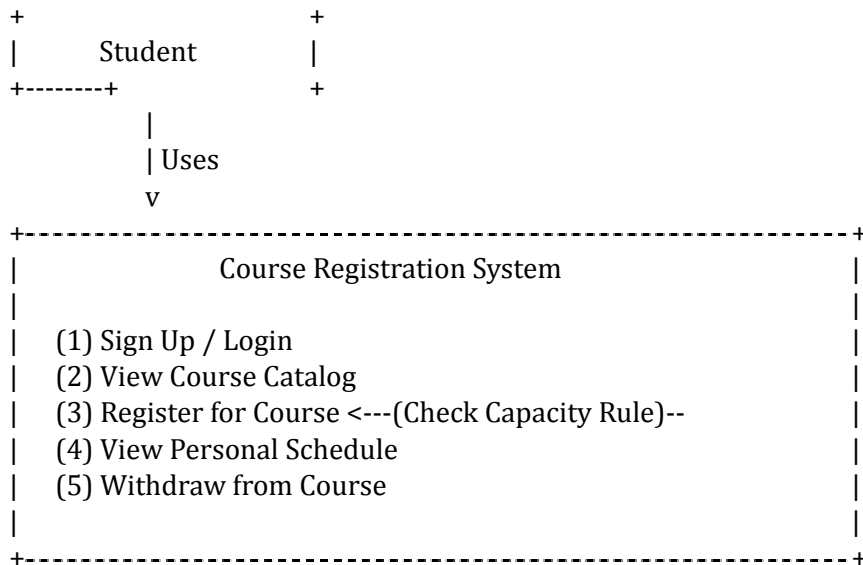 + +
| Student |
+--------+ +
|
| Uses
v
+-----------------------------------------------------------------+
| Course Registration System |
| |
| (1) Sign Up / Login |
| (2) View Course Catalog |
| (3) Register for Course <---(Check Capacity Rule)-- |
| (4) View Personal Schedule |
| (5) Withdraw from Course |
| |
+-----------------------------------------------------------------+